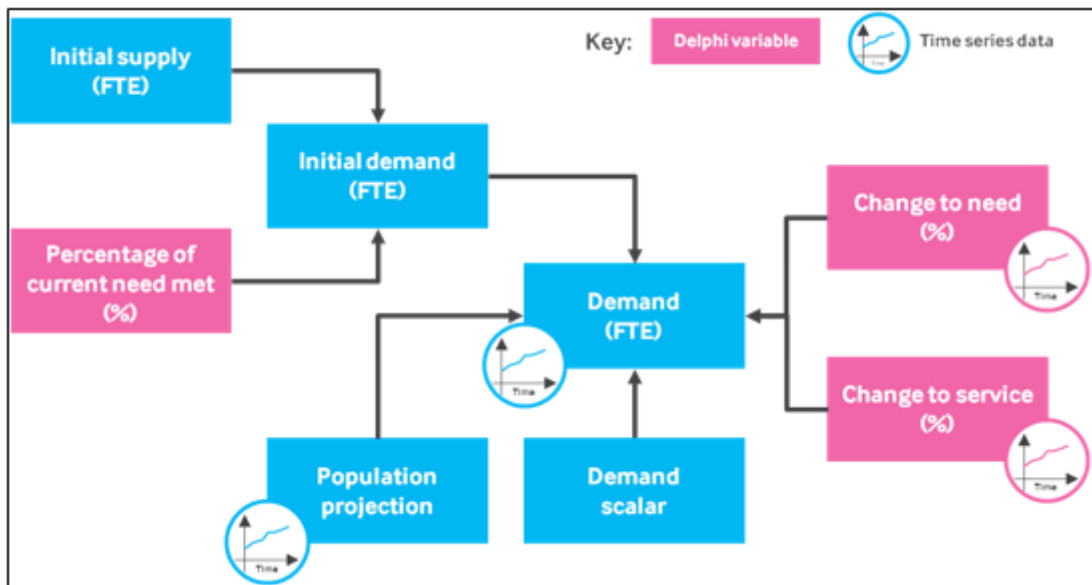 Initial supply
(FTE)
Key:
Delphi variable
Time
Time series data
Initial demand
(FTE)
Percentage of
current need met
(%)
Change to need
(%)
Time
Demand
(FTE)
Time
Change to service
(%)
Time
Population
projection
Time
Demand
scalar